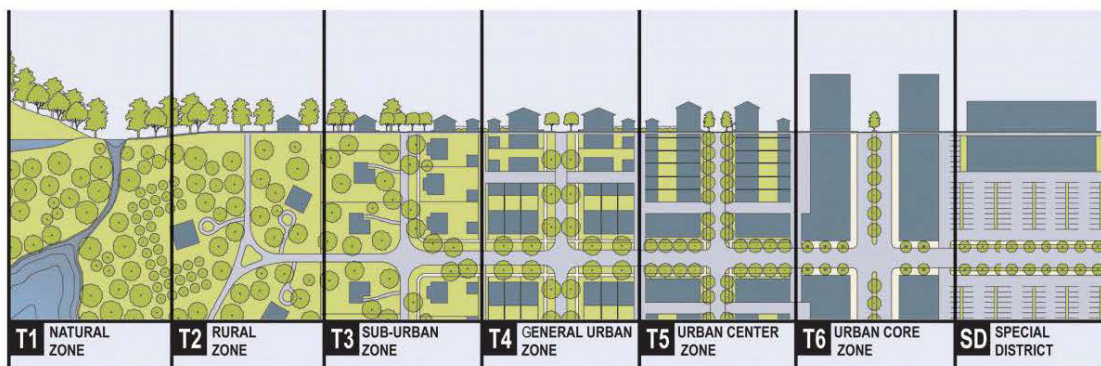 T1 NATURAL
ZONE
T2 RURAL
ZONE
T3 SUB-URBAN
ZONE
T4 GENERAL URBAN
ZONE
T5 URBAN CENTER
ZONE
T6 URBAN CORE
ZONE
SD SPECIAL
DISTRICT